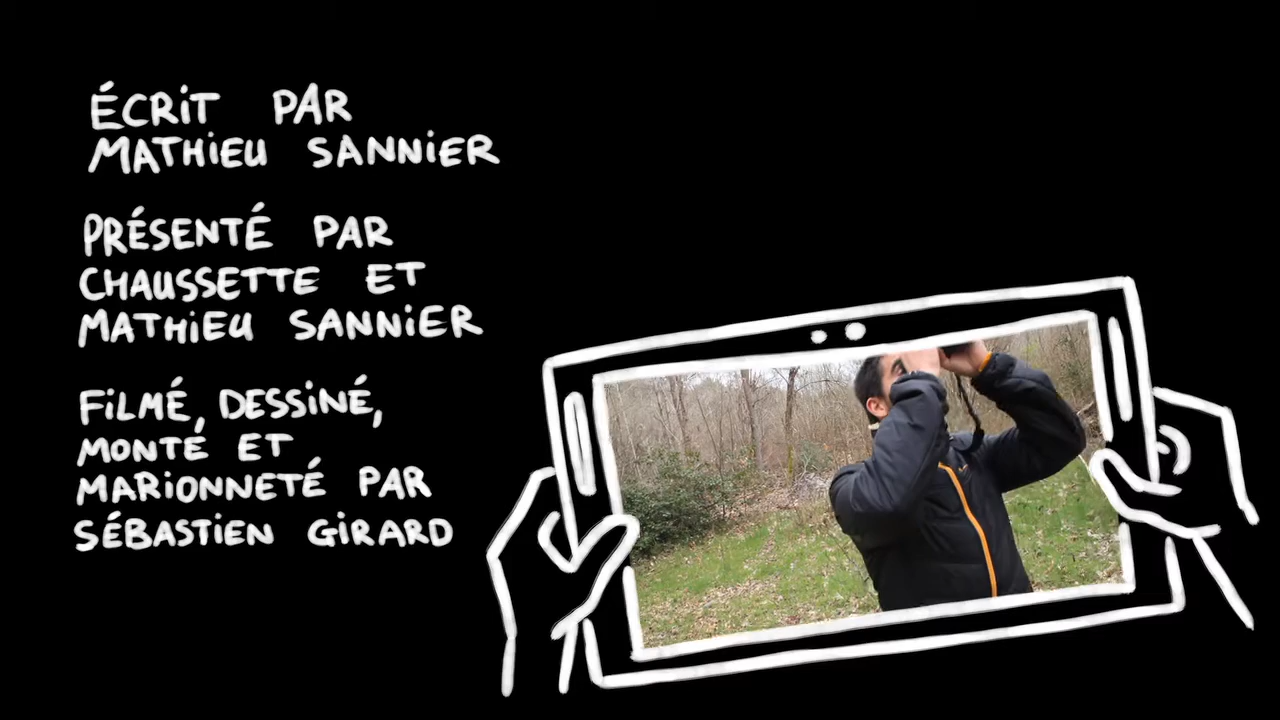 ÉCRIT PAR
MATHIEU SANNIER
PRÉSENTÉ PAR
CHAUSSETTE ET
MATHIEU SANNIER
FILMÉ, DESSINÉ,
MONTÉ ET
MARIONNETÉ PAR
SÉBASTIEN GIRARD